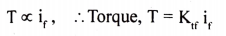 T ∝ i_f ,   ∴ Torque, T = K_tf i_f